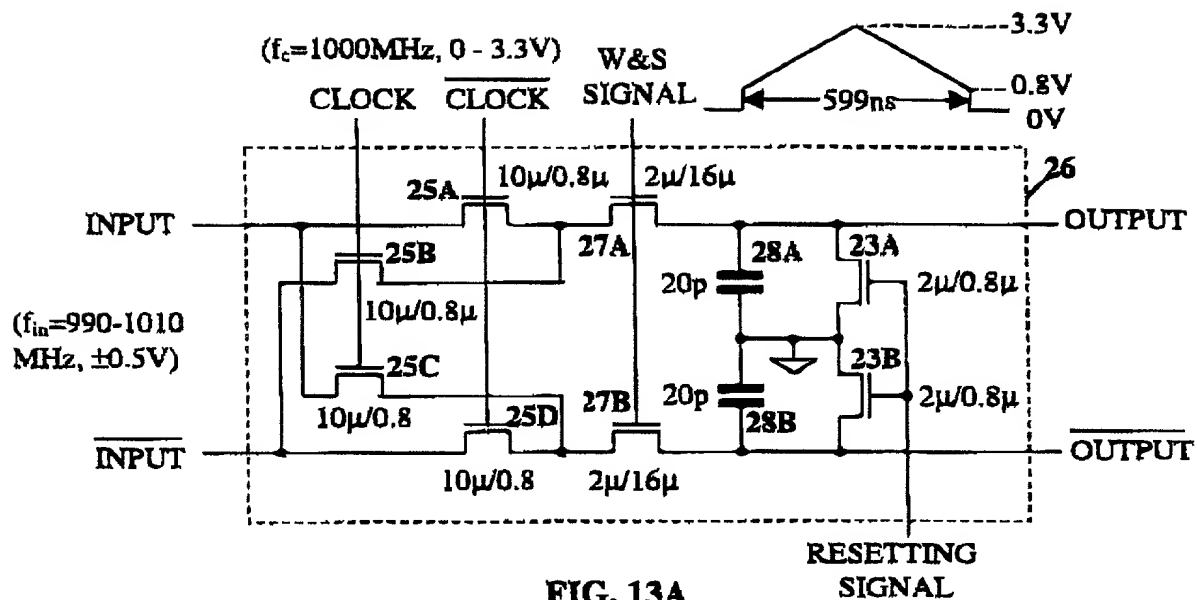 (fc=1000MHz, 0 - 3.3V)
CLOCK
CLOCK
W&S
SIGNAL
3.3V
0.8V
599ns
0V
26
10μ/0.8μ
2μ/16μ
25A
INPUT
OUTPUT
25B
27A
28A
23A
20p
2μ/0.8μ
10μ/0.8μ
(fin=990-1010
MHz, ±0.5V)
25C
23B
27B
20p
2μ/0.8μ
10μ/0.8
25D
28B
INPUT
OUTPUT
10μ/0.8
2μ/16μ
RESETTING
SIGNAL
FIG. 13A